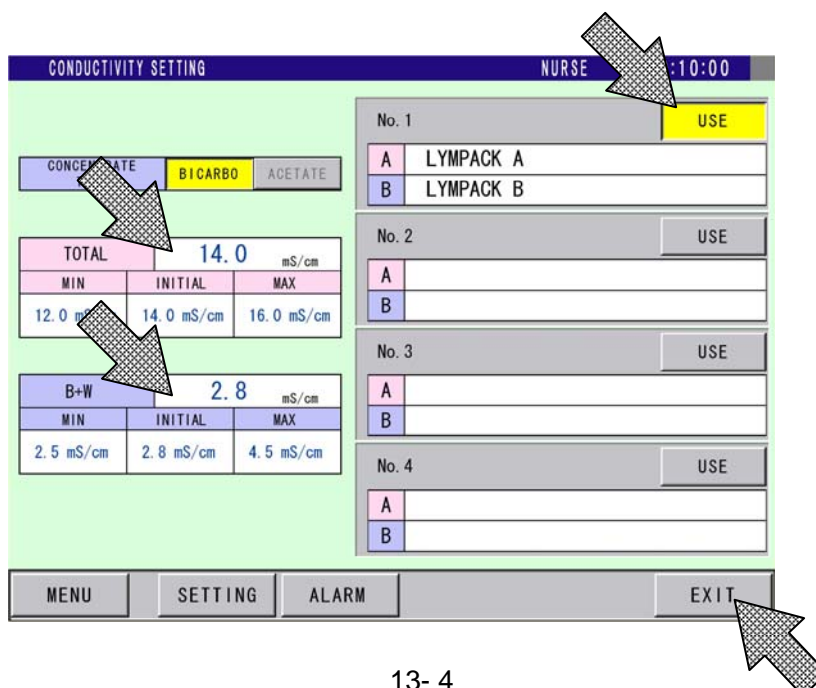 CONDUCTIVITY SETTING NURSE :10:00
CONCENTRATE BICARBO ACETATE
TOTAL 14.0 mS/cm
MIN INITIAL MAX
12.0 mS/cm 14.0 mS/cm 16.0 mS/cm
B+W 2.8 mS/cm
MIN INITIAL MAX
2.5 mS/cm 2.8 mS/cm 4.5 mS/cm
No. 1 USE
A LYMPACK A
B LYMPACK B
No. 2 USE
A
B
No. 3 USE
A
B
No. 4 USE
A
B
MENU SETTING ALARM EXIT
13- 4